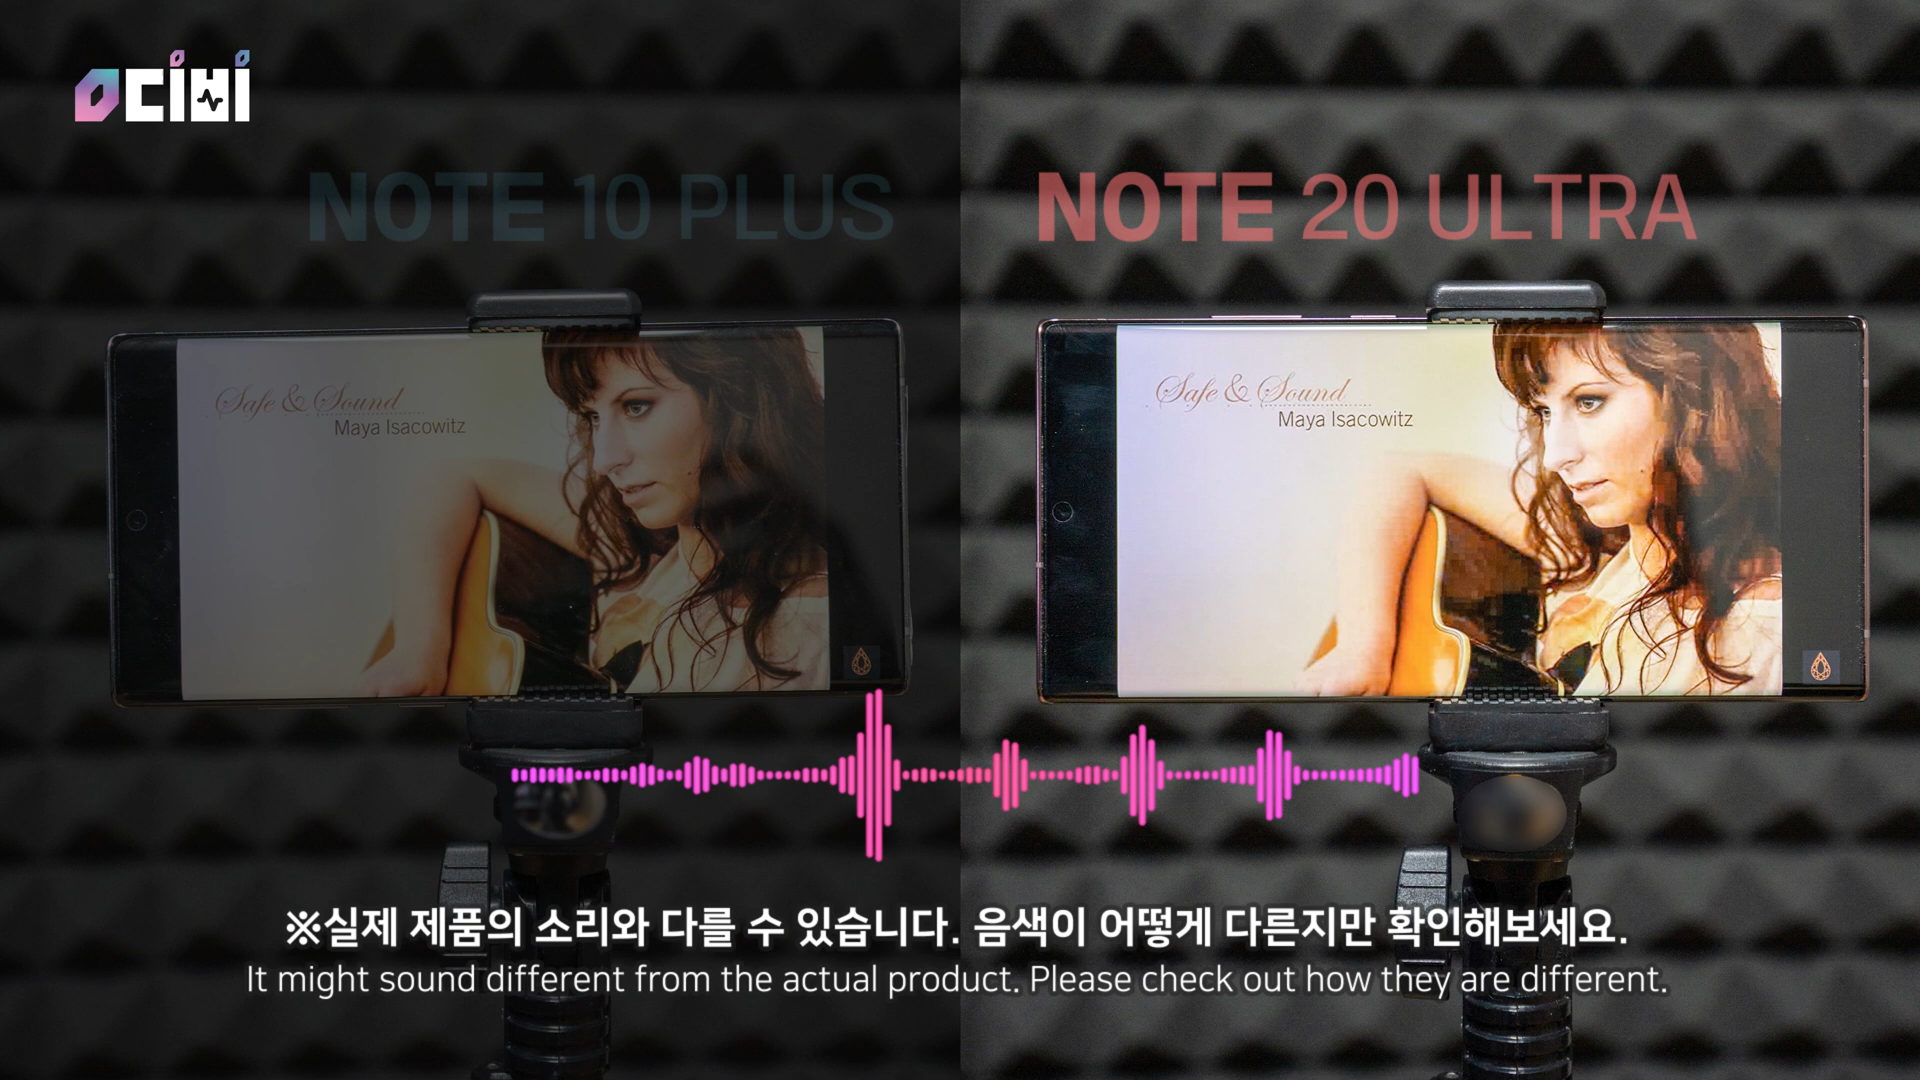 NOTE 10 PLUS
NOTE 20 ULTRA
Safe & Sound
Maya Isacowitz
Safe & Sound
Maya Isacowitz
※실제 제품의 소리와 다를 수 있습니다. 음색이 어떻게 다른지만 확인해보세요.
It might sound different from the actual product. Please check out how they are different.